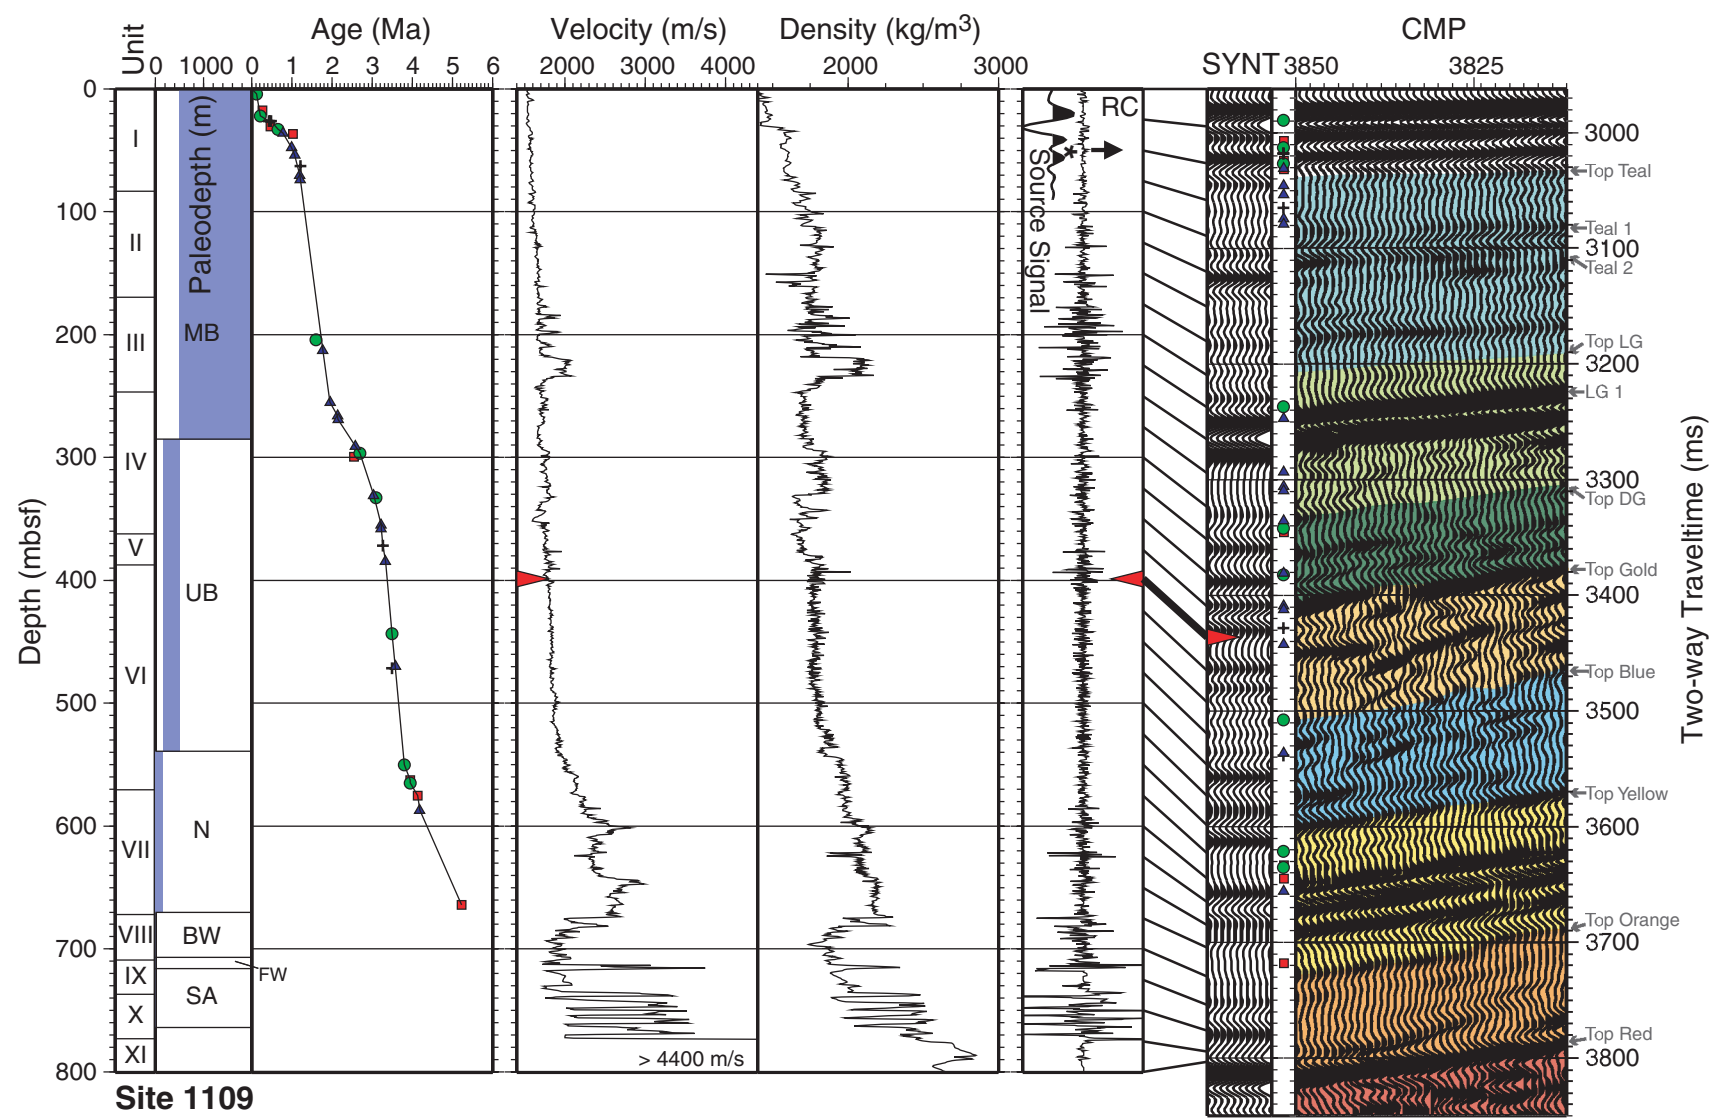 Unit
Age (Ma)
Velocity (m/s)
Density (kg/m3)
CMP
0 1000 0 1 2 3 4 5 6
2000 3000 4000
2000 3000
SYNT 3850 3825
Depth (mbsf)
0
100
200
300
400
500
600
700
800
I
II
III
IV
V
VI
VII
VIII
IX
X
XI
Paleodepth (m)
MB
UB
N
BW
FW
SA
> 4400 m/s
RC
Source Signal
*
3000
Top Teal
Teal 1
3100
Teal 2
Top LG
3200
LG 1
3300
Top DG
Top Gold
3400
Top Blue
3500
Top Yellow
3600
Top Orange
3700
Top Red
3800
Two-way Traveltime (ms)
Site 1109